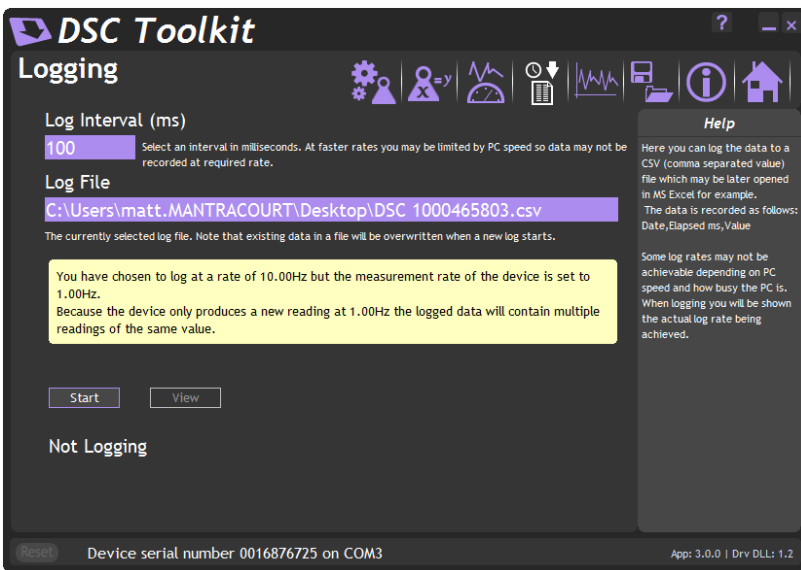 DSC Toolkit
?
Logging
x
=y
Log Interval (ms)
100
Select an interval in milliseconds. At faster rates you may be limited by PC speed so data may not be
recorded at required rate.
Log File
C:\Users\matt.MANTRACOURT\Desktop\DSC 1000465803.csv
The currently selected log file. Note that existing data in a file will be overwritten when a new log starts.
You have chosen to log at a rate of 10.00Hz but the measurement rate of the device is set to
1.00Hz.
Because the device only produces a new reading at 1.00Hz the logged data will contain multiple
readings of the same value.
Start
View
Not Logging
Help
Here you can log the data to a
CSV (comma separated value)
file which may be later opened
in MS Excel for example.
The data is recorded as follows:
Date,Elapsed ms,Value
Some log rates may not be
achievable depending on PC
speed and how busy the PC is.
When logging you will be shown
the actual log rate being
achieved.
Reset
Device serial number 0016876725 on COM3
App: 3.0.0 | Drv DLL: 1.2